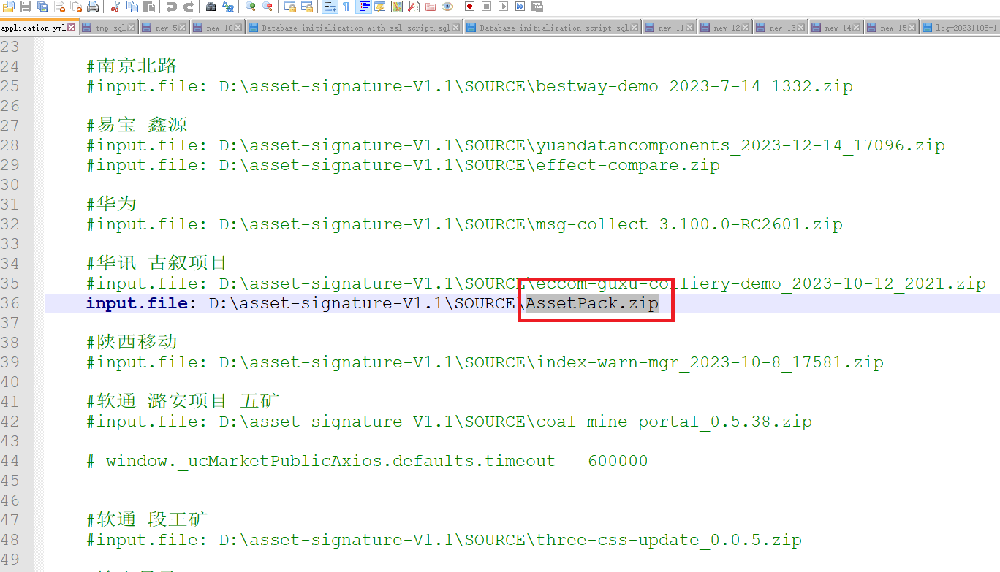 application.yml tmp.sql new 5 new 10 Database initialization with ssl script.sql Database initialization script.sql new 11 new 12 new 13 new 14 new 15 log-20231108-1.
23
24 #南京北路
25 #input.file: D:\asset-signature-V1.1\SOURCE\bestway-demo_2023-7-14_1332.zip
26
27 #易宝 鑫源
28 #input.file: D:\asset-signature-V1.1\SOURCE\yuandatancomponents_2023-12-14_17096.zip
29 #input.file: D:\asset-signature-V1.1\SOURCE\effect-compare.zip
30
31 #华为
32 #input.file: D:\asset-signature-V1.1\SOURCE\msg-collect_3.100.0-RC2601.zip
33
34 #华讯 古叙项目
35 #input.file: D:\asset-signature-V1.1\SOURCE\eccom-guxu-colliery-demo_2023-10-12_2021.zip
36 input.file: D:\asset-signature-V1.1\SOURCE\AssetPack.zip
37
38 #陕西移动
39 #input.file: D:\asset-signature-V1.1\SOURCE\index-warn-mgr_2023-10-8_17581.zip
40
41 #软通 潞安项目 五矿
42 #input.file: D:\asset-signature-V1.1\SOURCE\coal-mine-portal_0.5.38.zip
43
44 # window._ucMarketPublicAxios.defaults.timeout = 600000
45
46
47 #软通 段王矿
48 #input.file: D:\asset-signature-V1.1\SOURCE\three-css-update_0.0.5.zip
49